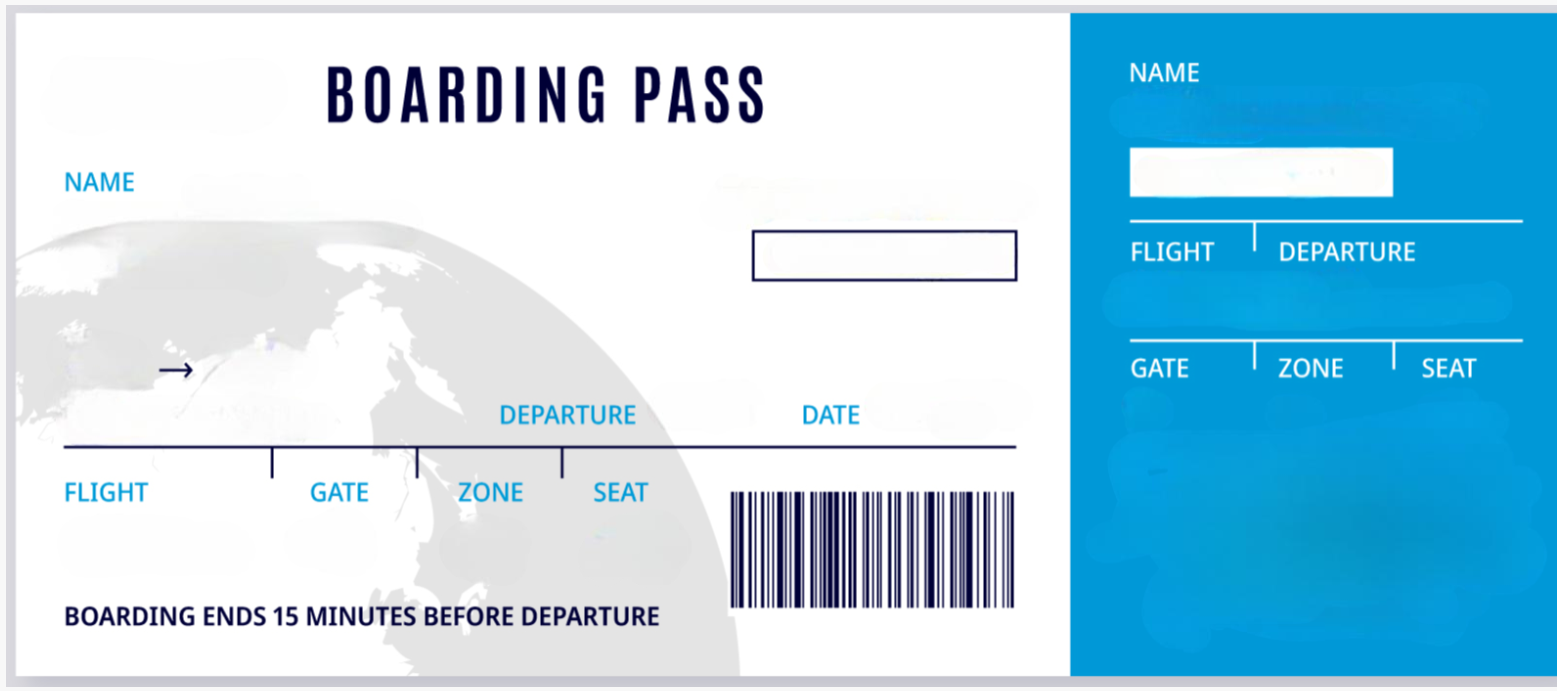 BOARDING PASS
NAME
→
DEPARTURE DATE
FLIGHT GATE ZONE SEAT
BOARDING ENDS 15 MINUTES BEFORE DEPARTURE
NAME
FLIGHT DEPARTURE
GATE ZONE SEAT